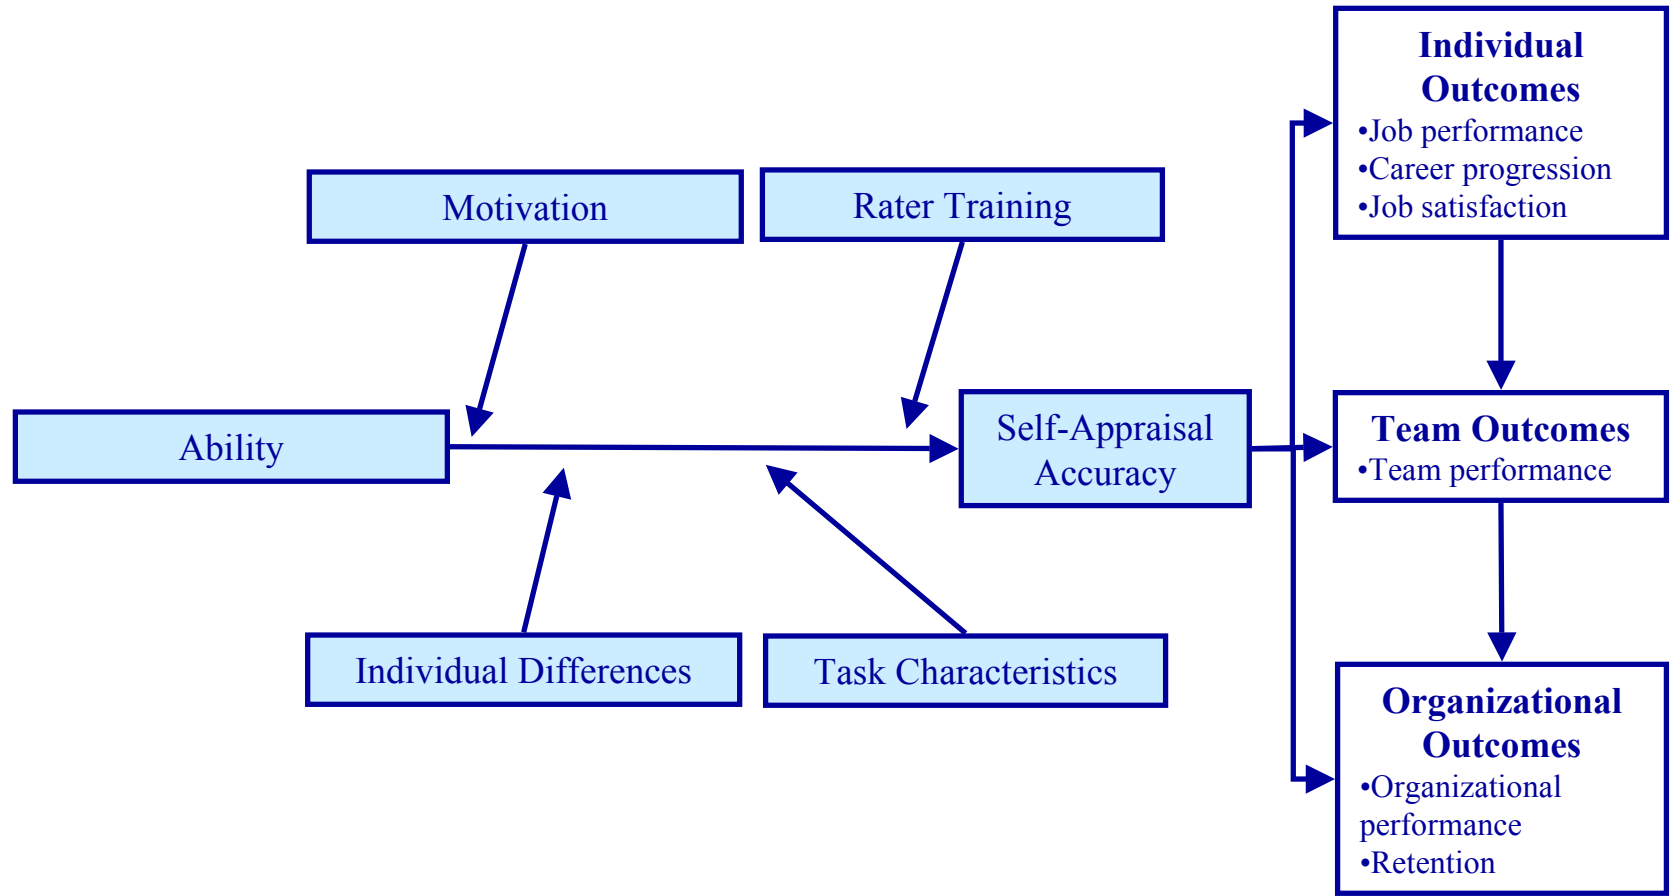 Individual
Outcomes
•Job performance
•Career progression
•Job satisfaction
Motivation
Rater Training
Ability
Self-Appraisal
Accuracy
Team Outcomes
•Team performance
Individual Differences
Task Characteristics
Organizational
Outcomes
•Organizational
performance
•Retention